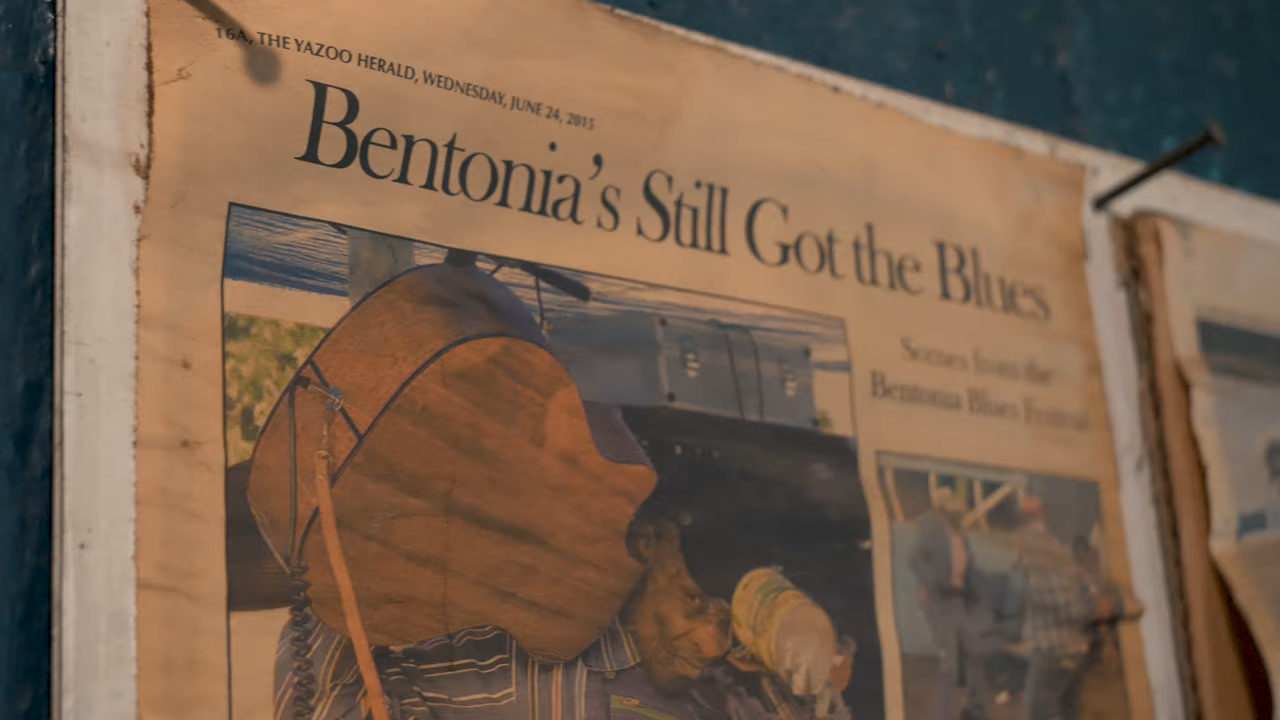 16A, THE YAZOO HERALD, WEDNESDAY, JUNE 24, 2015
Bentonia's Still Got the Blues
Scenes from the
Bentonia Blues Festival